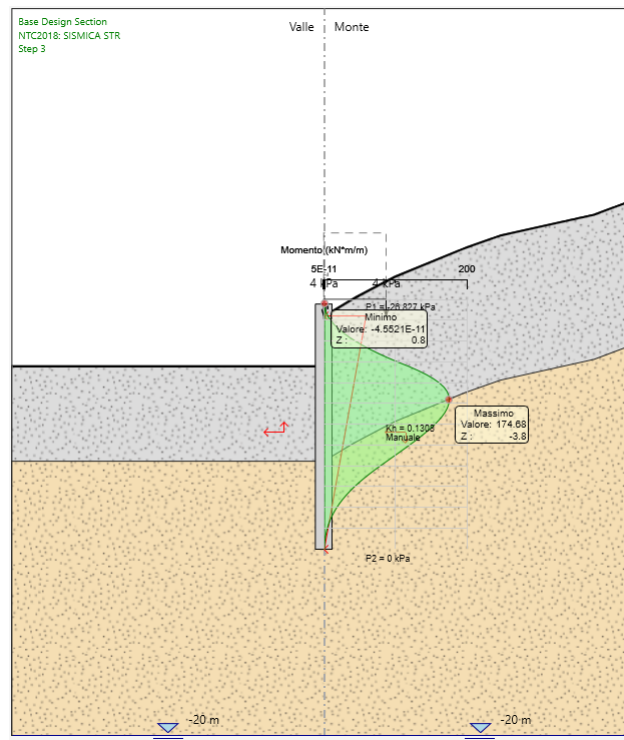 Base Design Section
NTC2018: SISMICA STR
Step 3
Valle
Monte
Momento (kN*m/m)
5E-11
200
4 kPa
4 kPa
P1 = -26.827 kPa
Minimo
Valore: -4.5521E-11
Z : 0.8
Massimo
Valore: 174.68
Z : -3.8
Kh = 0.1308
Manuale
P2 = 0 kPa
-20 m
-20 m